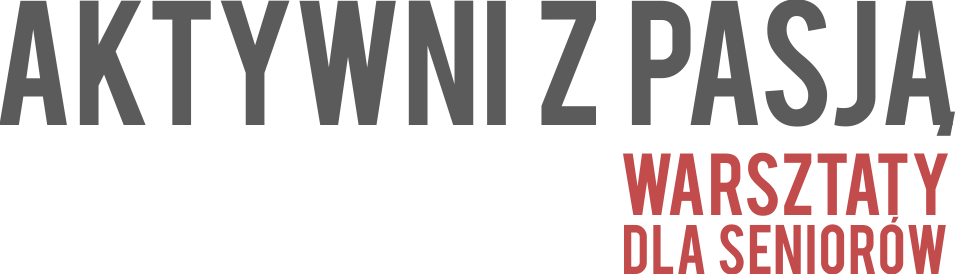 AKTYWNI Z PASJĄ
WARSZTATY
DLA SENIORÓW